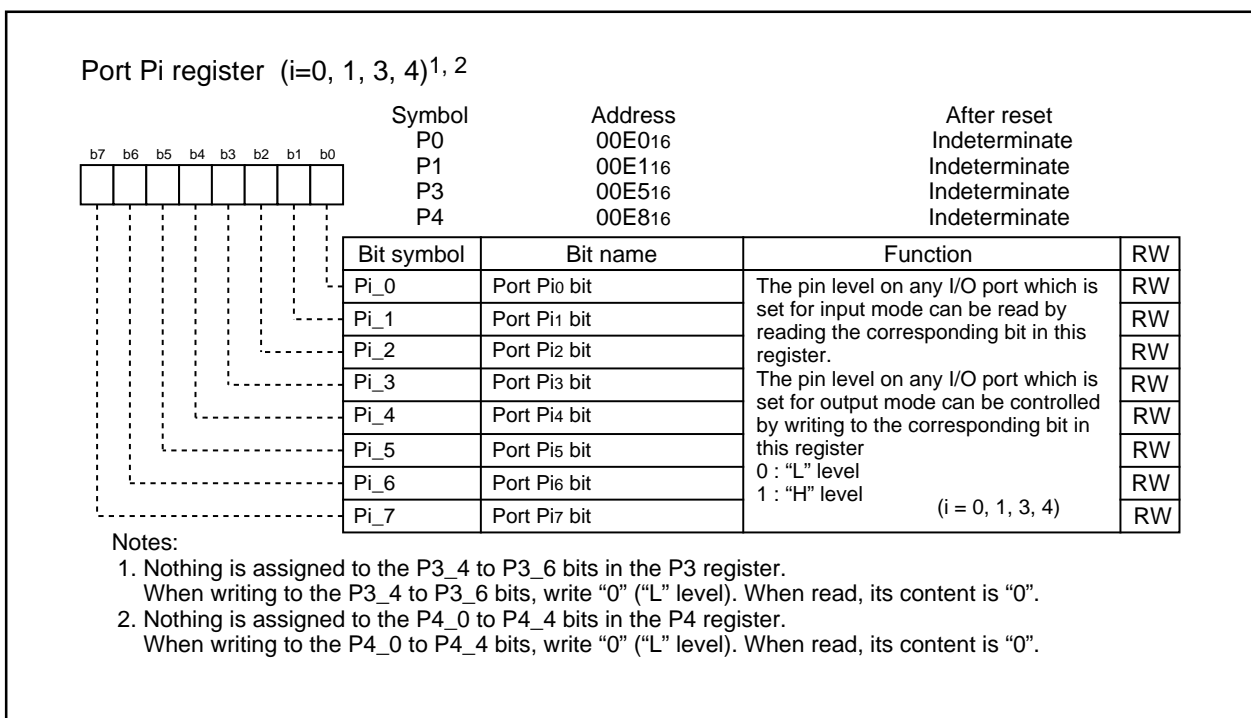 Port Pi register (i=0, 1, 3, 4)1, 2
Symbol Address After reset
P0 00E016 Indeterminate
P1 00E116 Indeterminate
P3 00E516 Indeterminate
P4 00E816 Indeterminate
b7 b6 b5 b4 b3 b2 b1 b0
Bit symbol Bit name Function RW
Pi_0 Port Pi0 bit RW
Pi_1 Port Pi1 bit RW
Pi_2 Port Pi2 bit RW
Pi_3 Port Pi3 bit RW
Pi_4 Port Pi4 bit RW
Pi_5 Port Pi5 bit RW
Pi_6 Port Pi6 bit RW
Pi_7 Port Pi7 bit RW
The pin level on any I/O port which is
set for input mode can be read by
reading the corresponding bit in this
register.
The pin level on any I/O port which is
set for output mode can be controlled
by writing to the corresponding bit in
this register
0 : “L” level
1 : “H” level
(i = 0, 1, 3, 4)
Notes:
1. Nothing is assigned to the P3_4 to P3_6 bits in the P3 register.
When writing to the P3_4 to P3_6 bits, write “0” (“L” level). When read, its content is “0”.
2. Nothing is assigned to the P4_0 to P4_4 bits in the P4 register.
When writing to the P4_0 to P4_4 bits, write “0” (“L” level). When read, its content is “0”.